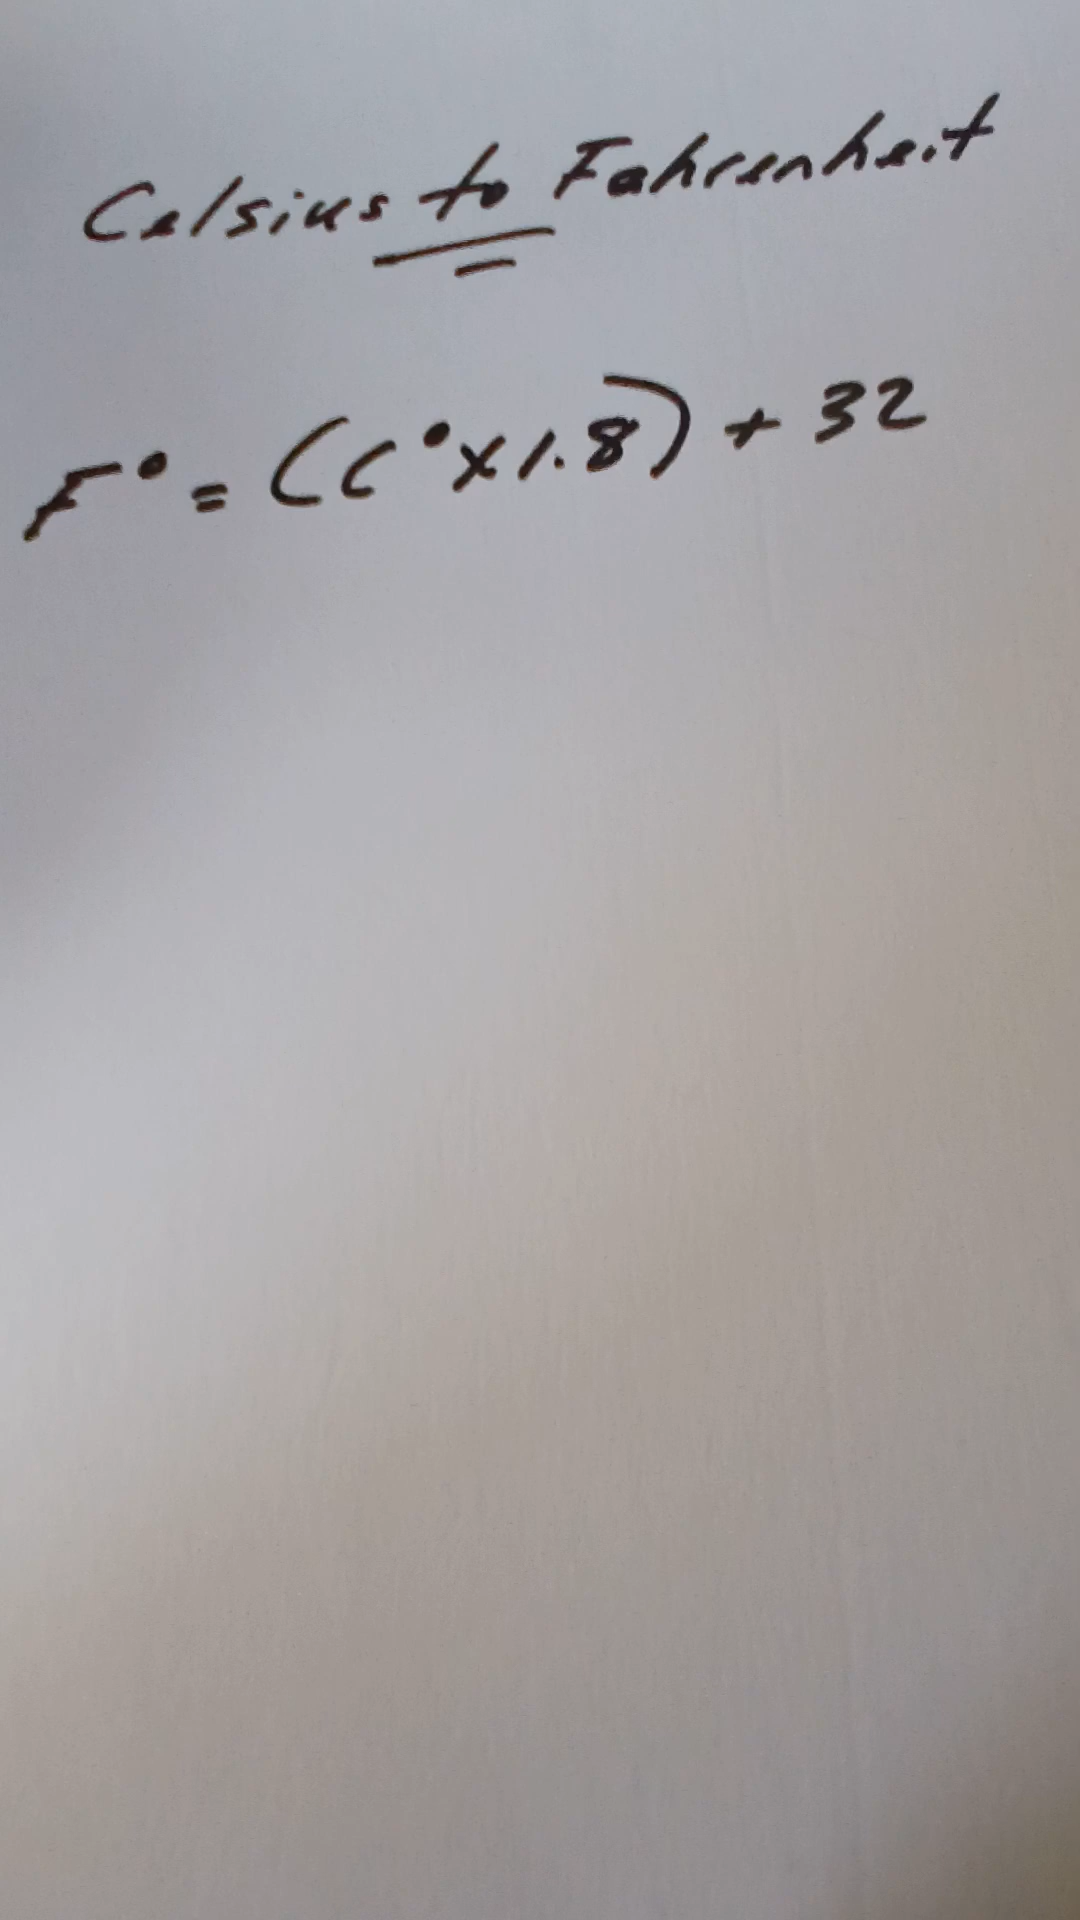 Celsius to Fahrenheit
F° = (C° x 1.8) + 32